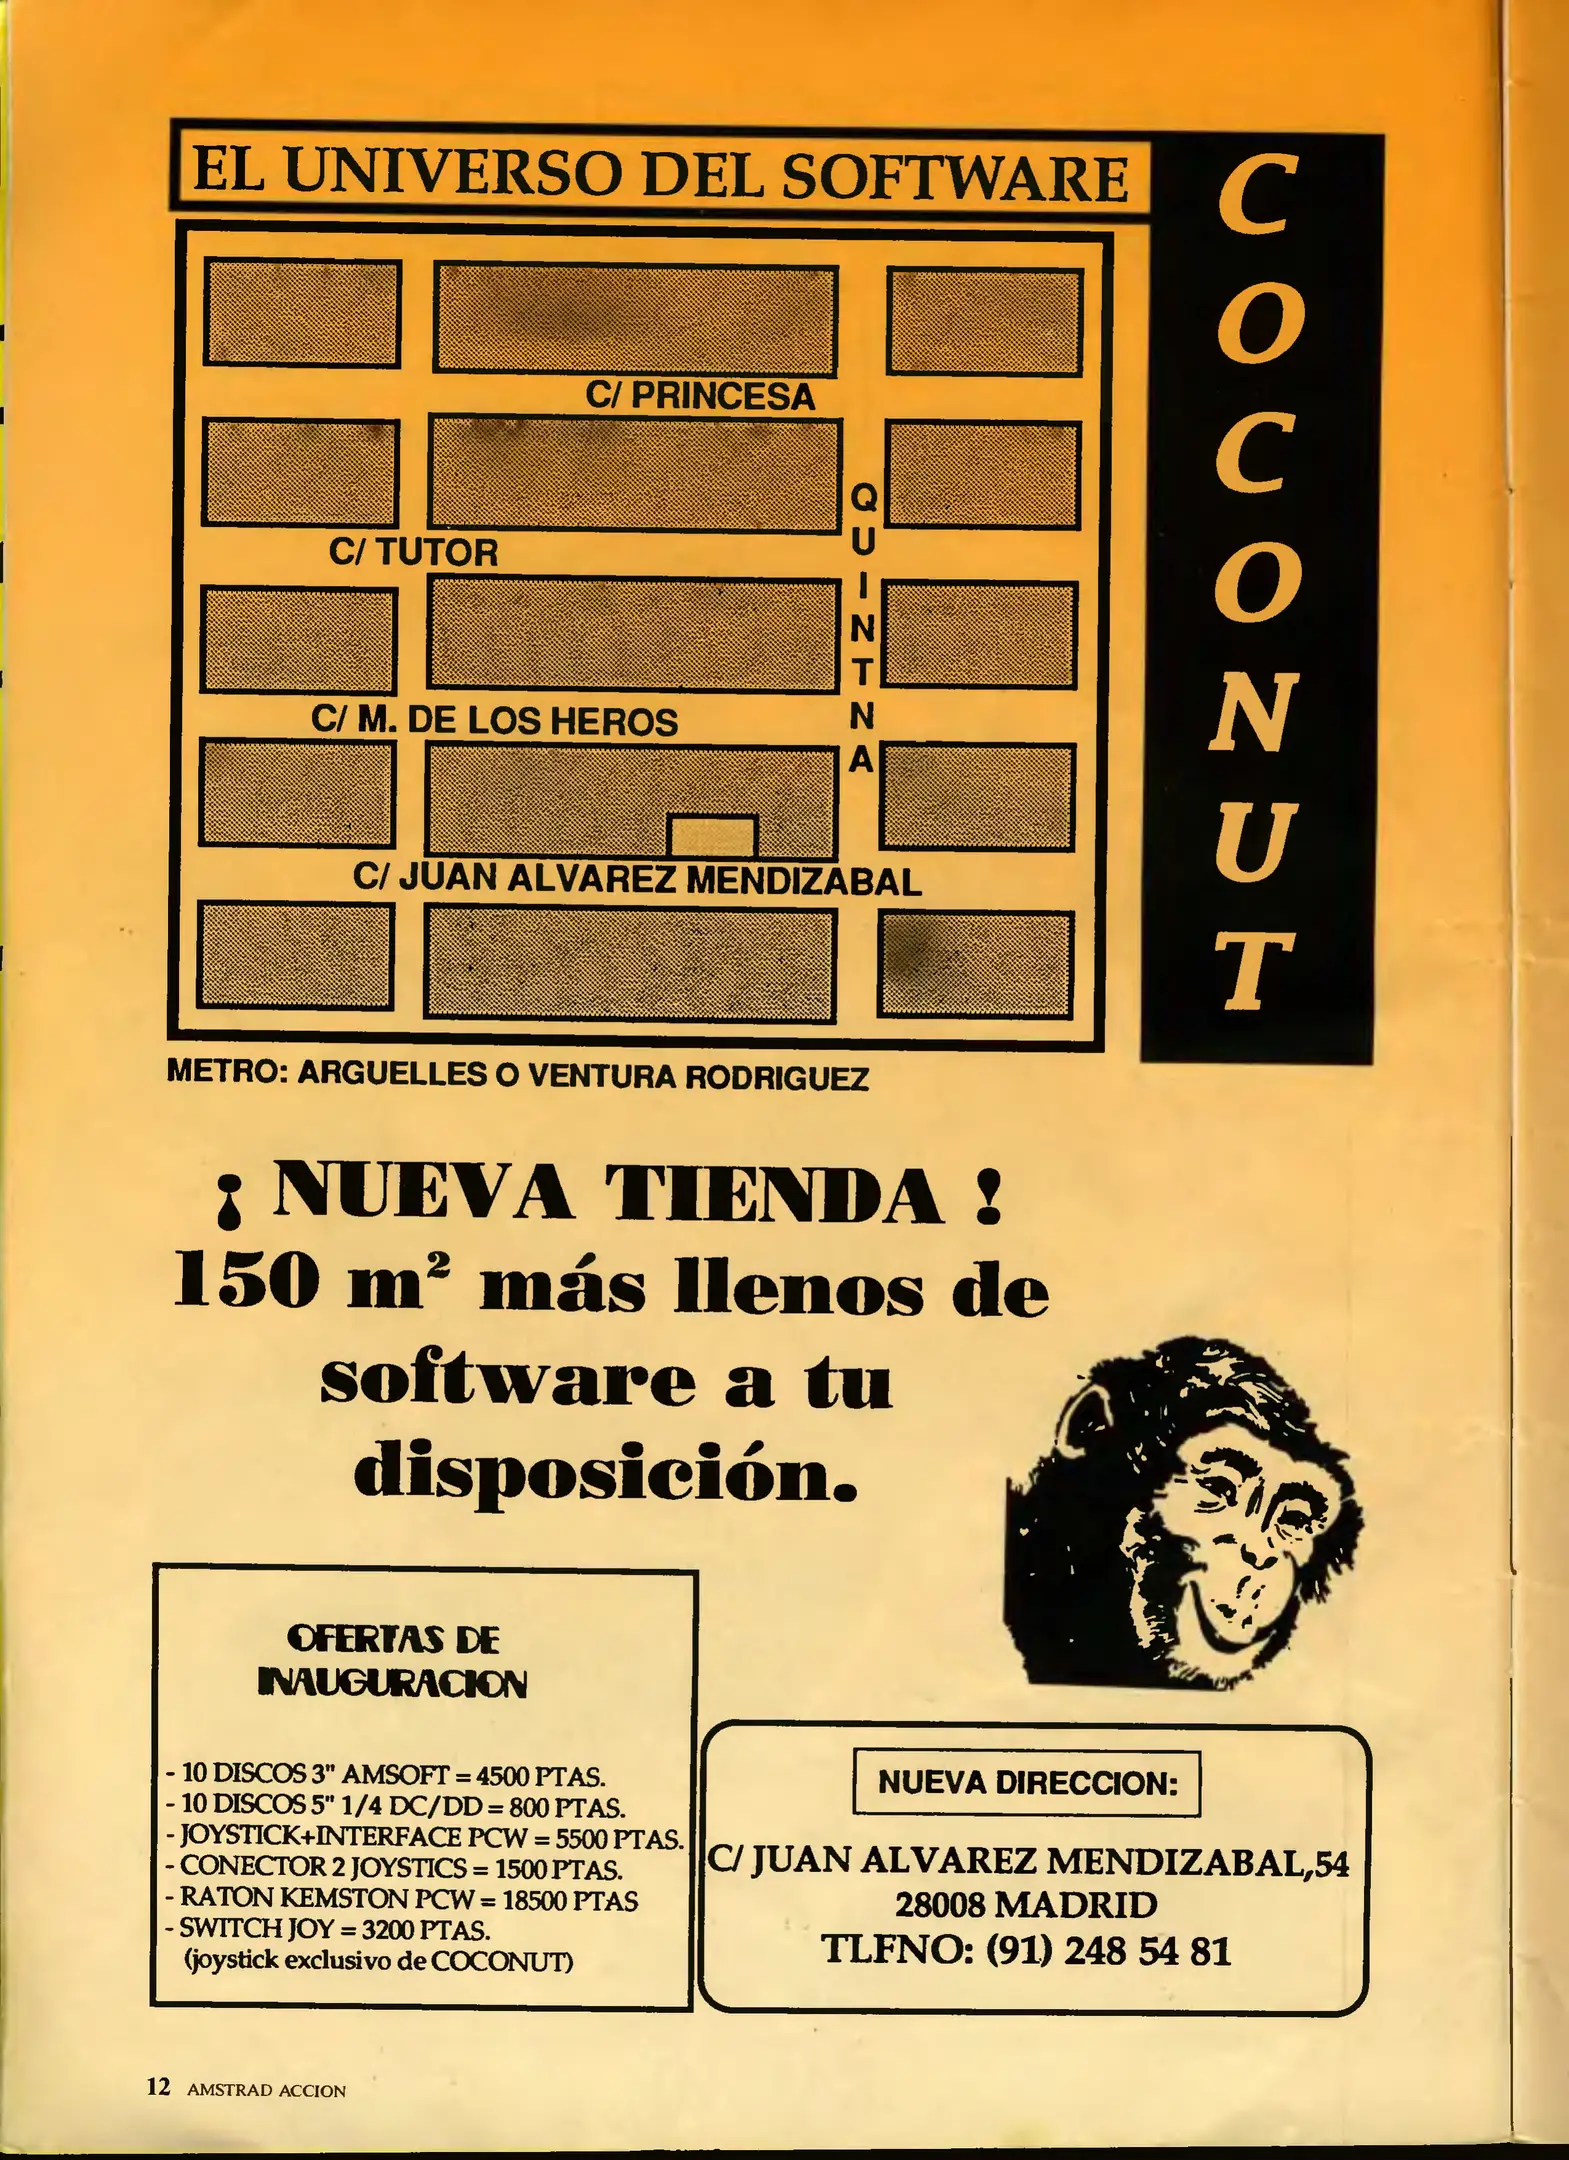 EL UNIVERSO DEL SOFTWARE
COCONUT
C/ PRINCESA
C/ TUTOR
QUINTNA
C/ M. DE LOS HEROS
C/ JUAN ALVAREZ MENDIZABAL
METRO: ARGUELLES O VENTURA RODRIGUEZ
¡ NUEVA TIENDA !
150 m² más llenos de
software a tu
disposición.
OFERTAS DE
INAUGURACION
- 10 DISCOS 3" AMSOFT = 4500 PTAS.
- 10 DISCOS 5" 1/4 DC/DD = 800 PTAS.
- JOYSTICK+INTERFACE PCW = 5500 PTAS.
- CONECTOR 2 JOYSTICS = 1500 PTAS.
- RATON KEMSTON PCW = 18500 PTAS
- SWITCH JOY = 3200 PTAS.
(joystick exclusivo de COCONUT)
NUEVA DIRECCION:
C/ JUAN ALVAREZ MENDIZABAL,54
28008 MADRID
TLFNO: (91) 248 54 81
12 AMSTRAD ACCION